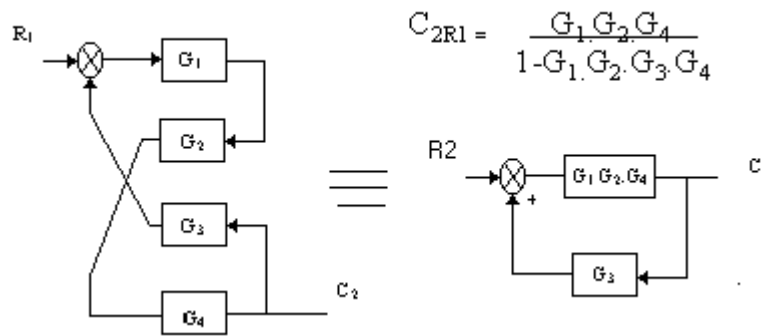 R₁
G₁
G₂
G₃
G₄
C₂
C₂R1 = G₁.G₂.G₄
1-G₁.G₂.G₃.G₄
R2
+
G₁ G₂.G₄
C
G₃